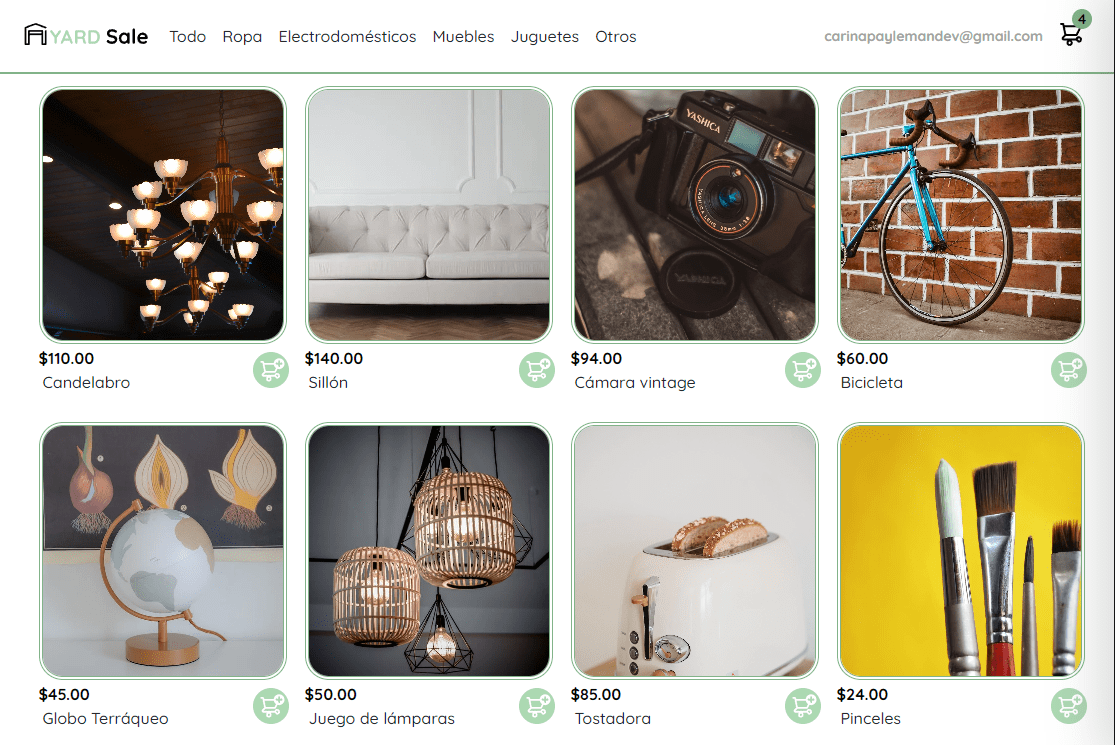 YARD Sale Todo Ropa Electrodomésticos Muebles Juguetes Otros carinapaylemandev@gmail.com 4
YASHICA
YASHICA
$110.00 $140.00 $94.00 $60.00
Candelabro Sillón Cámara vintage Bicicleta
$45.00 $50.00 $85.00 $24.00
Globo Terráqueo Juego de lámparas Tostadora Pinceles